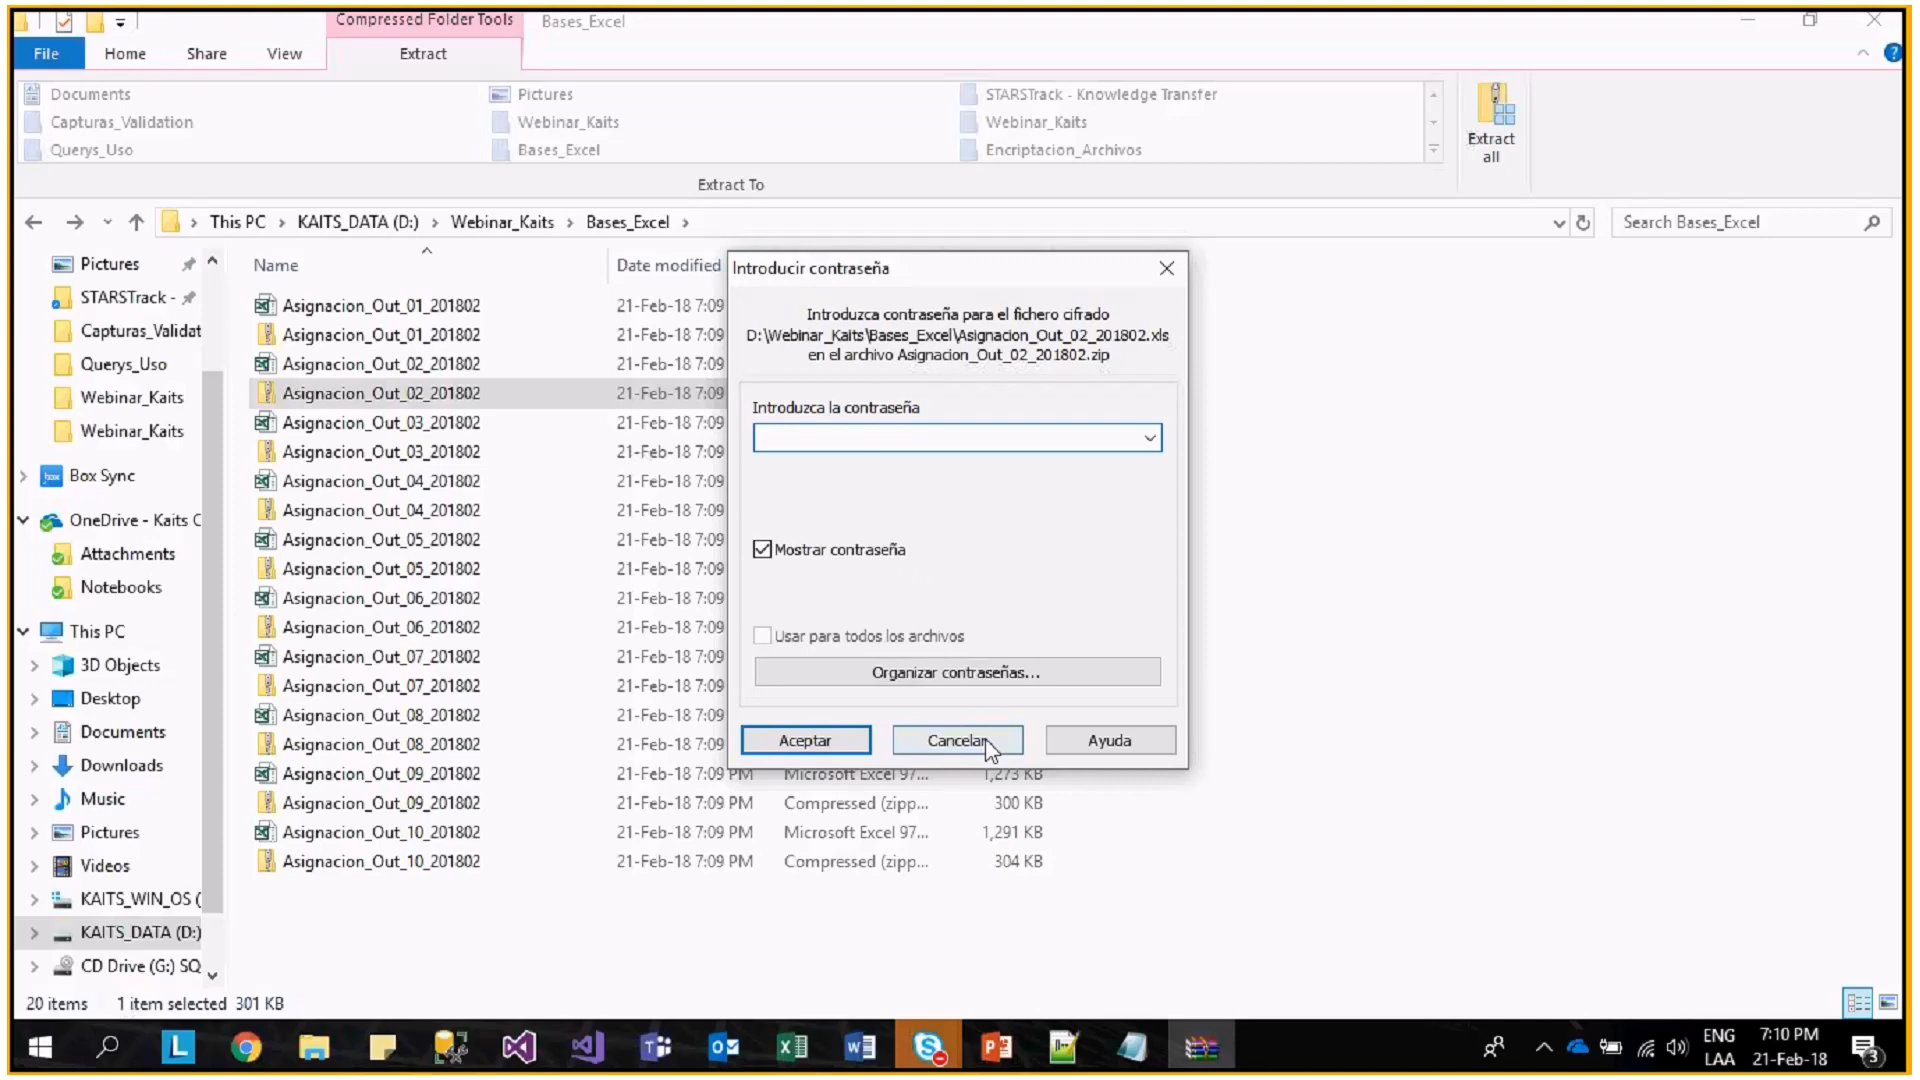 Compressed Folder Tools
Bases_Excel
File
Home
Share
View
Extract
Documents
Pictures
STARSTrack - Knowledge Transfer
Capturas_Validation
Webinar_Kaits
Webinar_Kaits
Querys_Uso
Bases_Excel
Encriptacion_Archivos
Extract all
Extract To
This PC > KAITS_DATA (D:) > Webinar_Kaits > Bases_Excel >
Search Bases_Excel
Pictures
STARSTrack -
Capturas_Validat
Querys_Uso
Webinar_Kaits
Webinar_Kaits
box Box Sync
OneDrive - Kaits C
Attachments
Notebooks
This PC
3D Objects
Desktop
Documents
Downloads
Music
Pictures
Videos
KAITS_WIN_OS (
KAITS_DATA (D:)
CD Drive (G:) SQ
Name
Date modified
Asignacion_Out_01_201802 21-Feb-18 7:09
Asignacion_Out_01_201802 21-Feb-18 7:09
Asignacion_Out_02_201802 21-Feb-18 7:09
Asignacion_Out_02_201802 21-Feb-18 7:09
Asignacion_Out_03_201802 21-Feb-18 7:09
Asignacion_Out_03_201802 21-Feb-18 7:09
Asignacion_Out_04_201802 21-Feb-18 7:09
Asignacion_Out_04_201802 21-Feb-18 7:09
Asignacion_Out_05_201802 21-Feb-18 7:09
Asignacion_Out_05_201802 21-Feb-18 7:09
Asignacion_Out_06_201802 21-Feb-18 7:09
Asignacion_Out_06_201802 21-Feb-18 7:09
Asignacion_Out_07_201802 21-Feb-18 7:09
Asignacion_Out_07_201802 21-Feb-18 7:09
Asignacion_Out_08_201802 21-Feb-18 7:09
Asignacion_Out_08_201802 21-Feb-18 7:09
Asignacion_Out_09_201802 21-Feb-18 7:09 PM Microsoft Excel 97... 1,273 KB
Asignacion_Out_09_201802 21-Feb-18 7:09 PM Compressed (zipp... 300 KB
Asignacion_Out_10_201802 21-Feb-18 7:09 PM Microsoft Excel 97... 1,291 KB
Asignacion_Out_10_201802 21-Feb-18 7:09 PM Compressed (zipp... 304 KB
Introducir contraseña
Introduzca contraseña para el fichero cifrado
D:\Webinar_Kaits\Bases_Excel\Asignacion_Out_02_201802.xls
en el archivo Asignacion_Out_02_201802.zip
Introduzca la contraseña
Mostrar contraseña
Usar para todos los archivos
Organizar contraseñas...
Aceptar
Cancelar
Ayuda
20 items 1 item selected 301 KB
ENG
LAA
7:10 PM
21-Feb-18
3